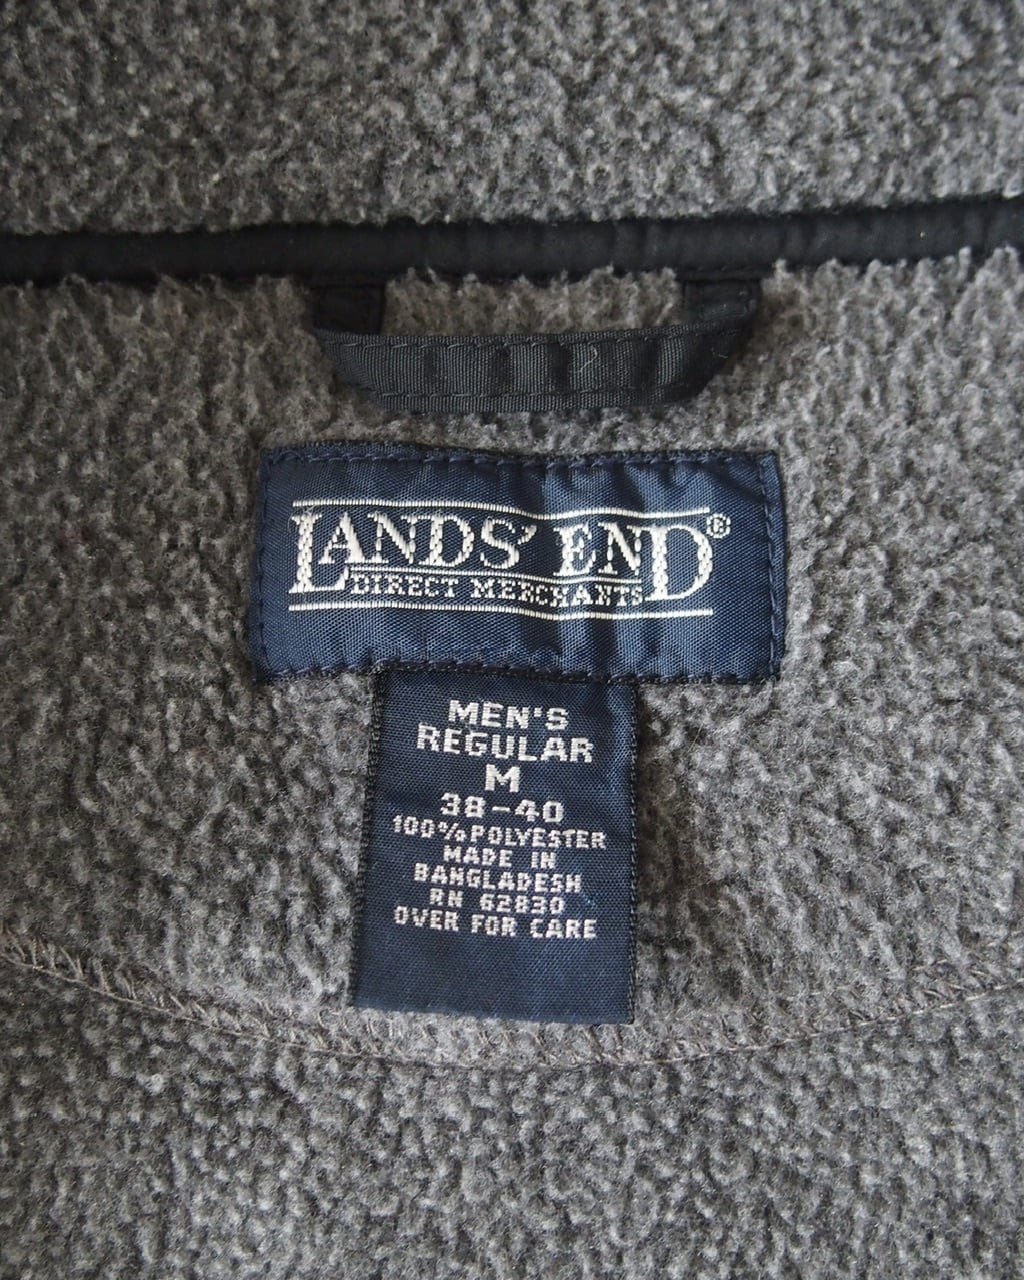 LANDS' END®
DIRECT MERCHANTS
MEN'S
REGULAR
M
38-40
100% POLYESTER
MADE IN
BANGLADESH
RN 62830
OVER FOR CARE